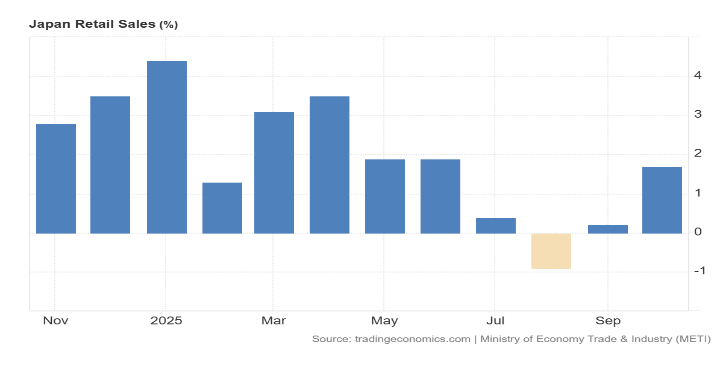 Japan Retail Sales (%)
4
3
2
1
0
-1
Nov 2025 Mar May Jul Sep
Source: tradingeconomics.com | Ministry of Economy Trade & Industry (METI)